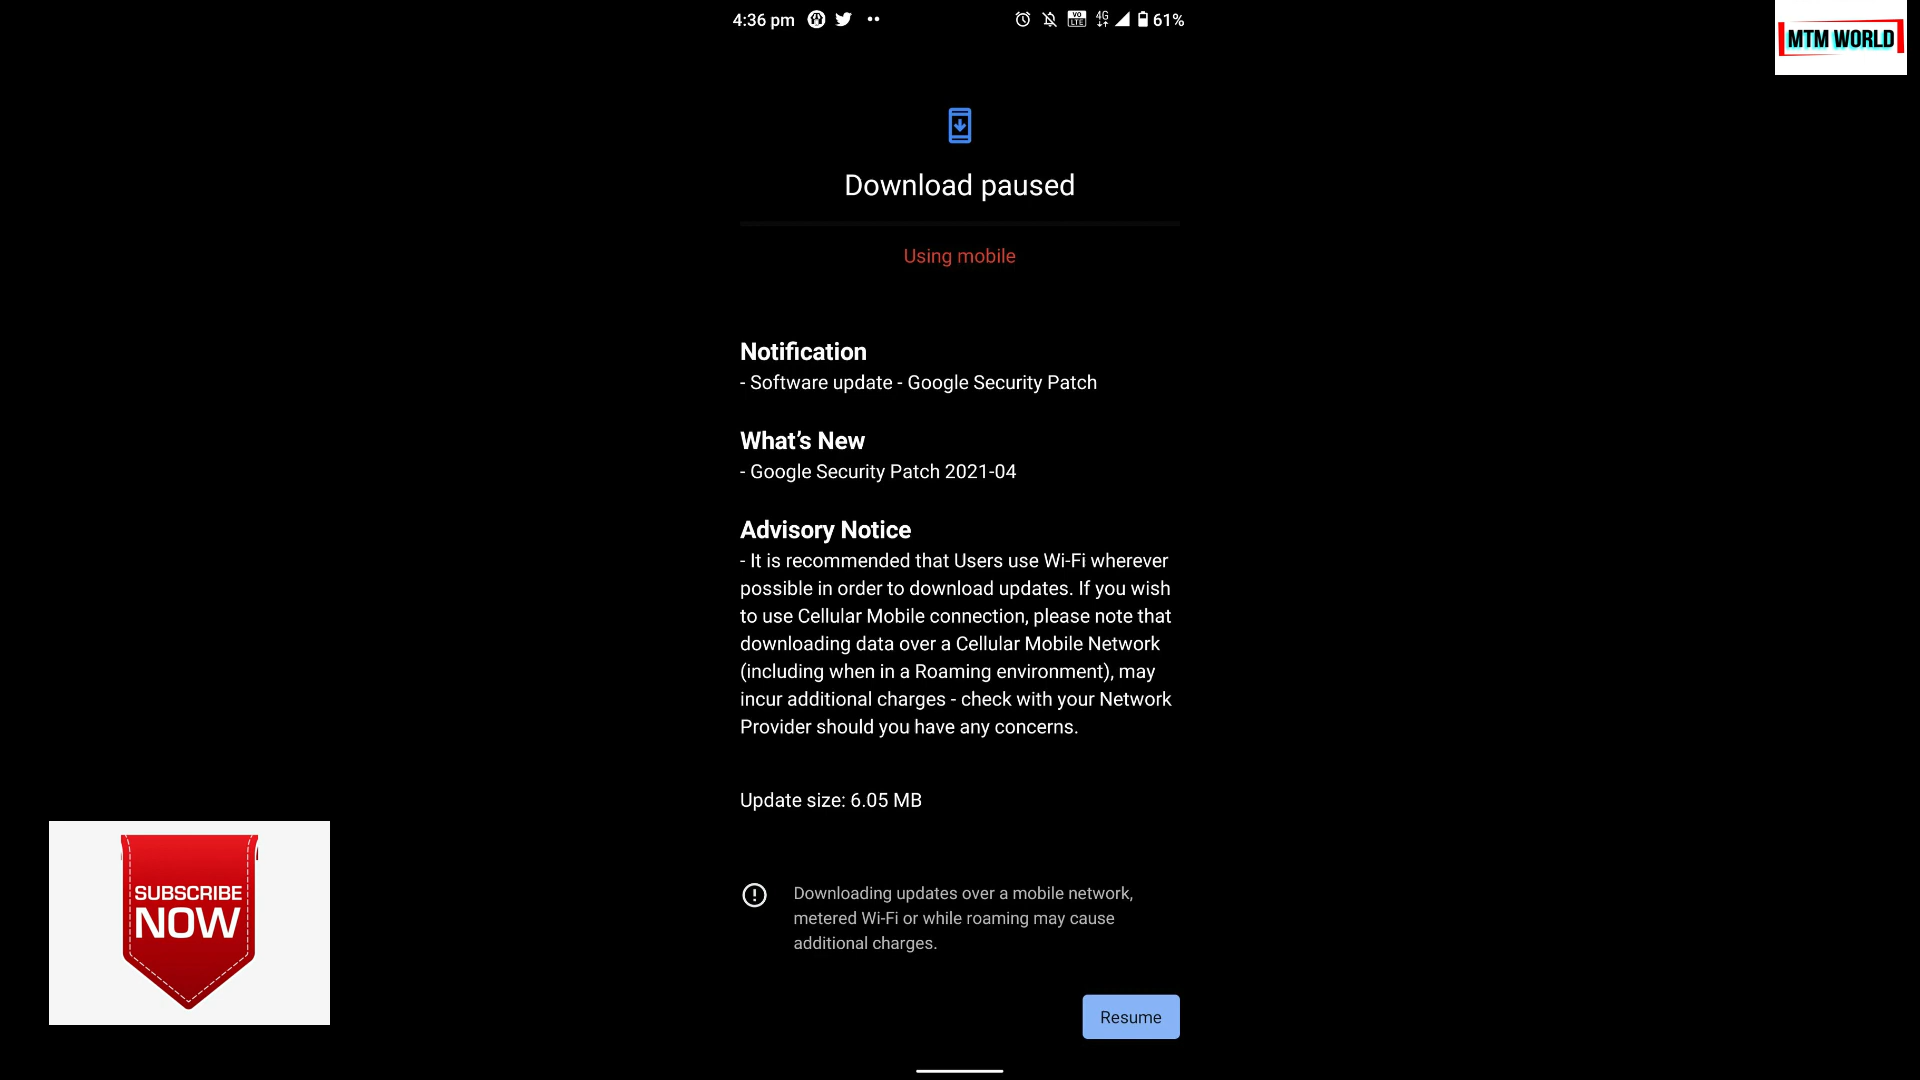 4:36 pm
VO LTE 4G 61%
MTM WORLD
Download paused
Using mobile
Notification
- Software update - Google Security Patch
What's New
- Google Security Patch 2021-04
Advisory Notice
- It is recommended that Users use Wi-Fi wherever
possible in order to download updates. If you wish
to use Cellular Mobile connection, please note that
downloading data over a Cellular Mobile Network
(including when in a Roaming environment), may
incur additional charges - check with your Network
Provider should you have any concerns.
Update size: 6.05 MB
SUBSCRIBE
NOW
Downloading updates over a mobile network,
metered Wi-Fi or while roaming may cause
additional charges.
Resume